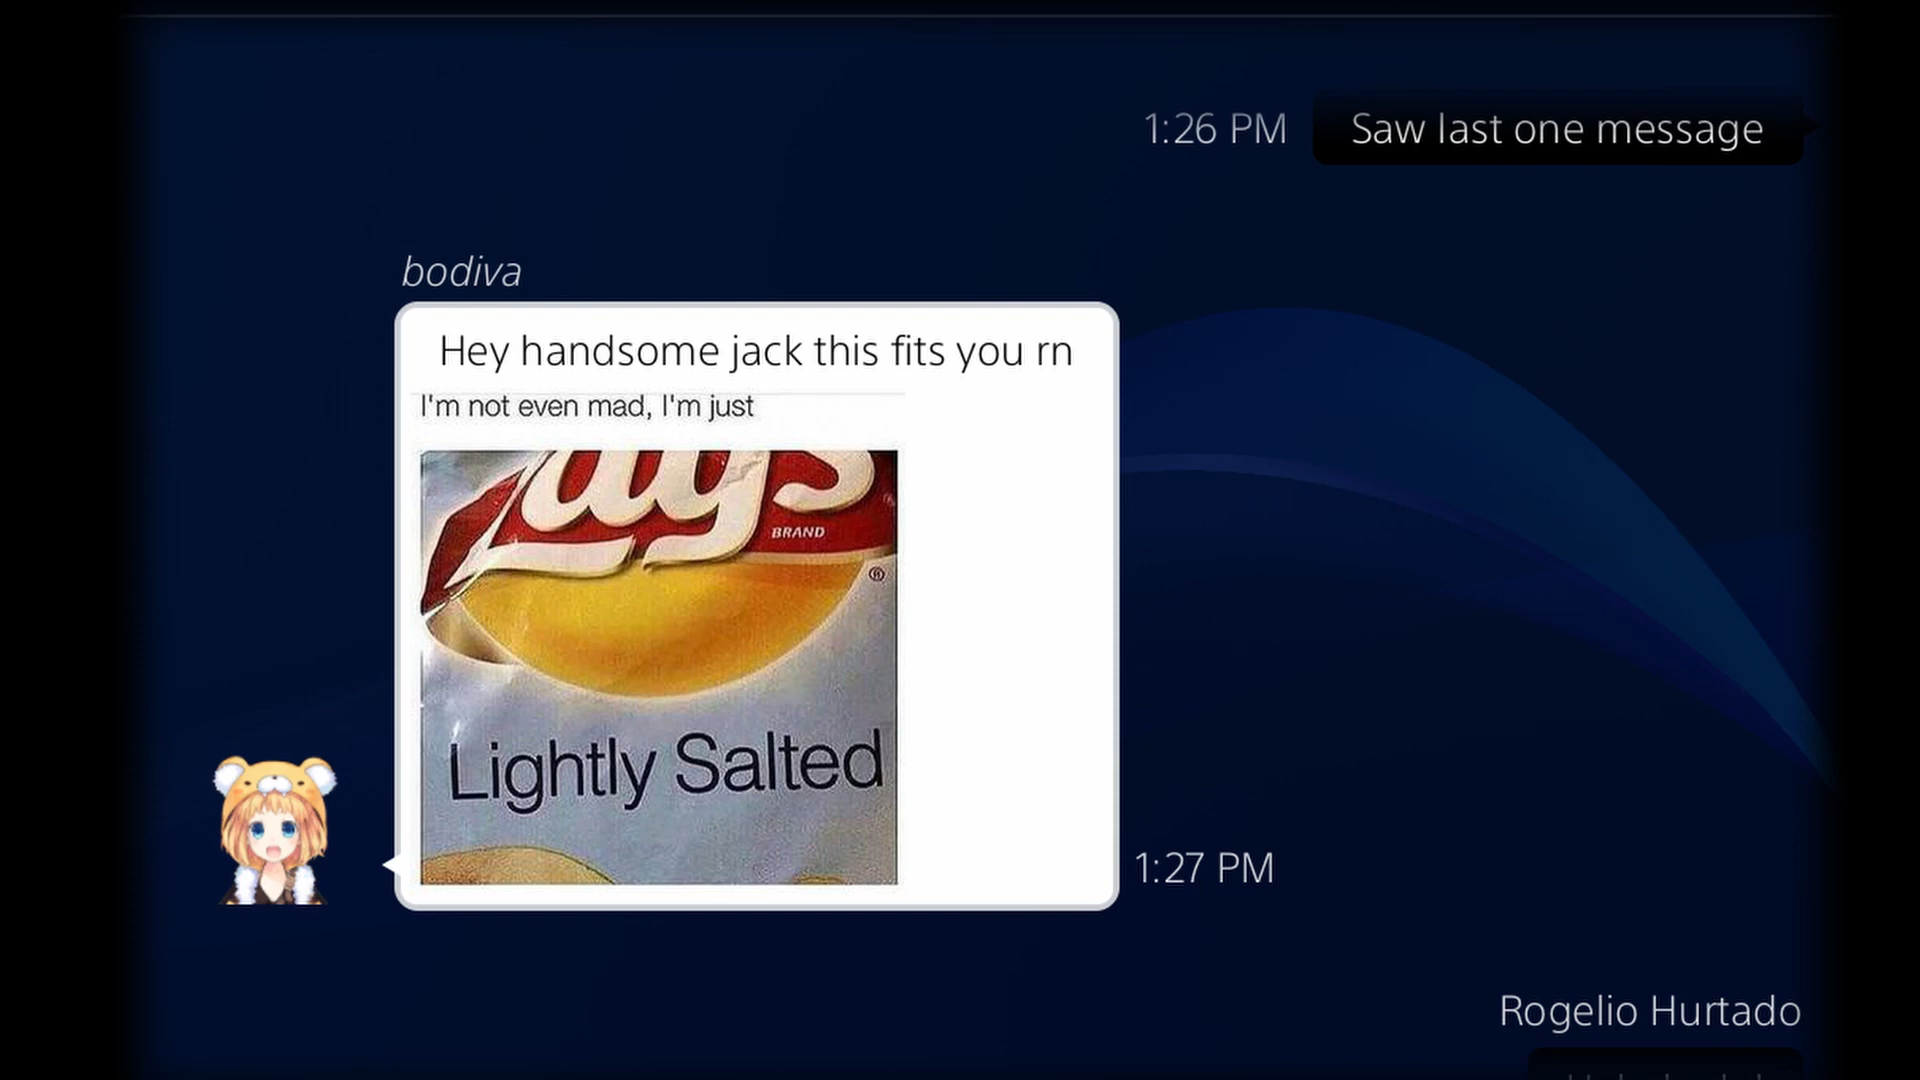 1:26 PM Saw last one message
bodiva
Hey handsome jack this fits you rn
I'm not even mad, I'm just
Lays
BRAND
®
Lightly Salted
1:27 PM
Rogelio Hurtado